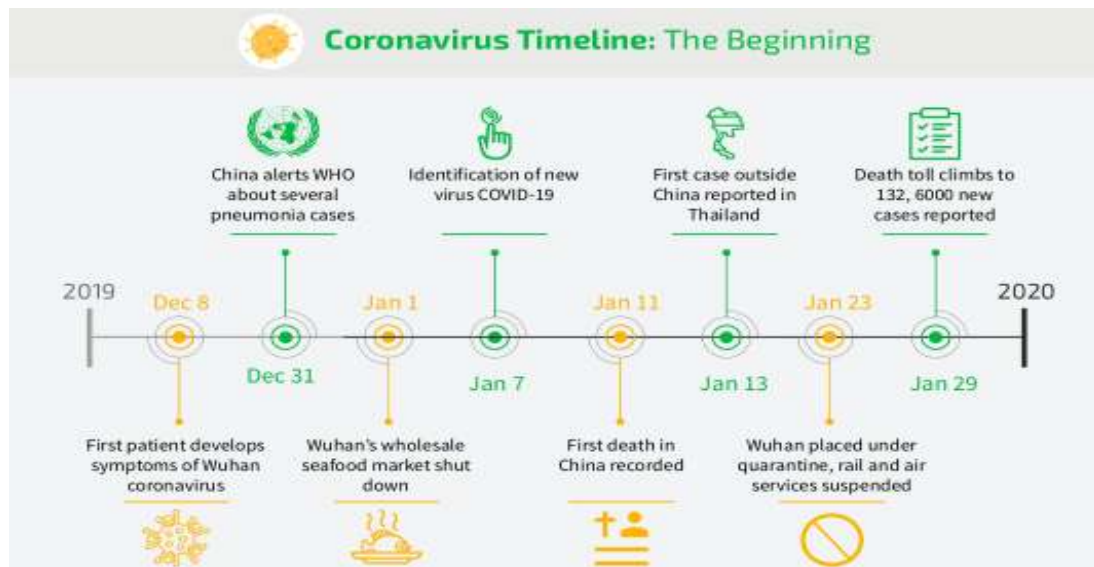 Coronavirus Timeline: The Beginning
China alerts WHO
about several
pneumonia cases
Identification of new
virus COVID-19
First case outside
China reported in
Thailand
Death toll climbs to
132, 6000 new
cases reported
2019
Dec 8
Jan 1
Jan 11
Jan 23
2020
Dec 31
Jan 7
Jan 13
Jan 29
First patient develops
symptoms of Wuhan
coronavirus
Wuhan's wholesale
seafood market shut
down
First death in
China recorded
Wuhan placed under
quarantine, rail and air
services suspended